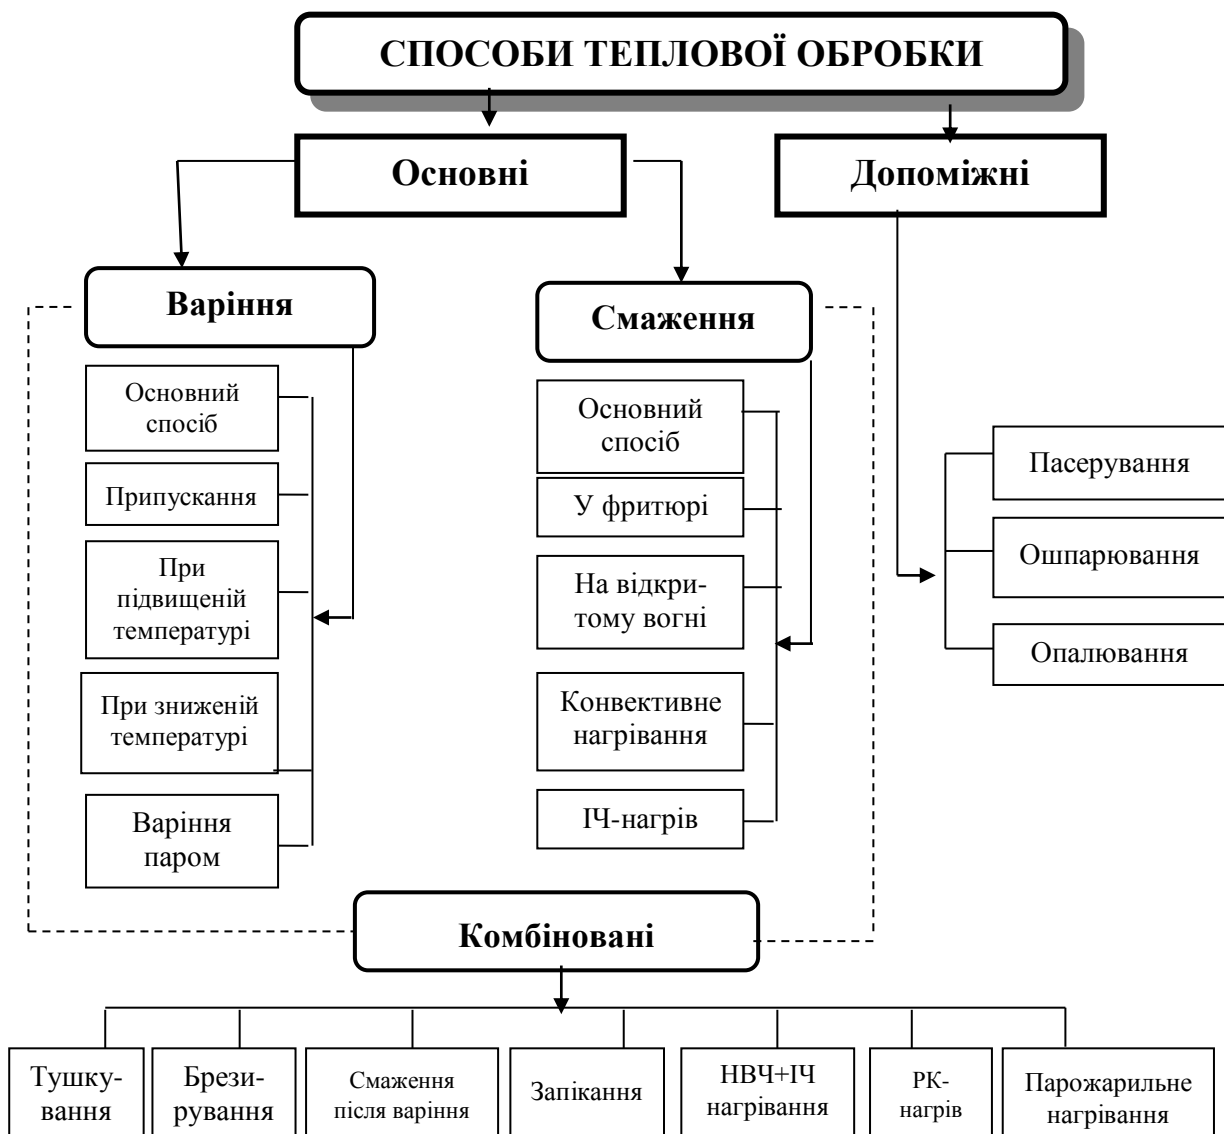 СПОСОБИ ТЕПЛОВОЇ ОБРОБКИ
Основні
Допоміжні
Варіння
Основний
спосіб
Припускання
При
підвищеній
температурі
При зниженій
температурі
Варіння
паром
Смаження
Основний
спосіб
У фритюрі
На відкри-
тому вогні
Конвективне
нагрівання
ІЧ-нагрів
Пасерування
Ошпарювання
Опалювання
Комбіновані
Тушку-
вання
Брези-
рування
Смаження
після варіння
Запікання
НВЧ+ІЧ
нагрівання
РК-
нагрів
Парожарильне
нагрівання